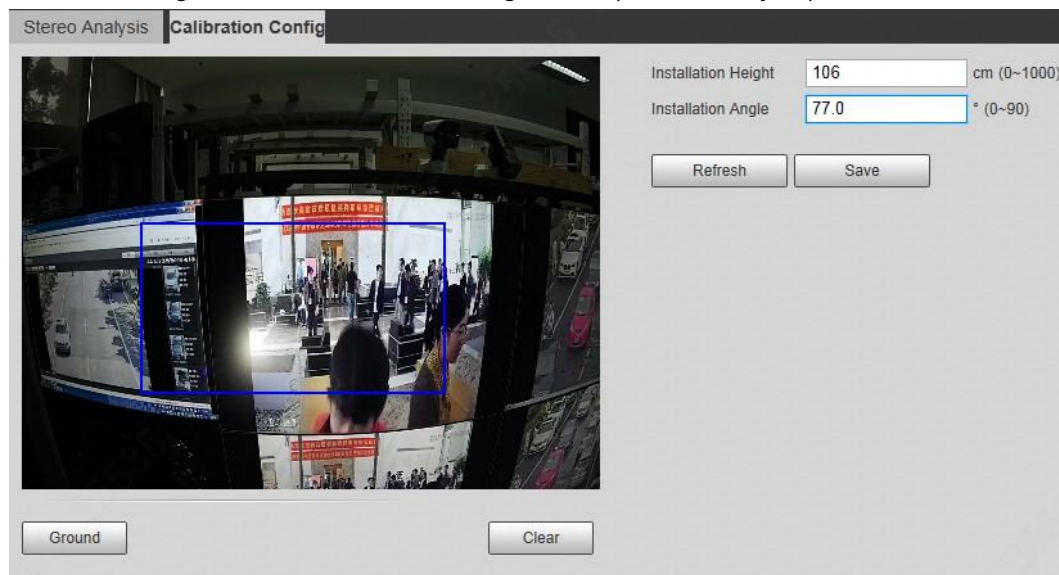 Stereo Analysis
Calibration Config
Installation Height 106 cm (0~1000)
Installation Angle 77.0 ° (0~90)
Refresh Save
Ground Clear